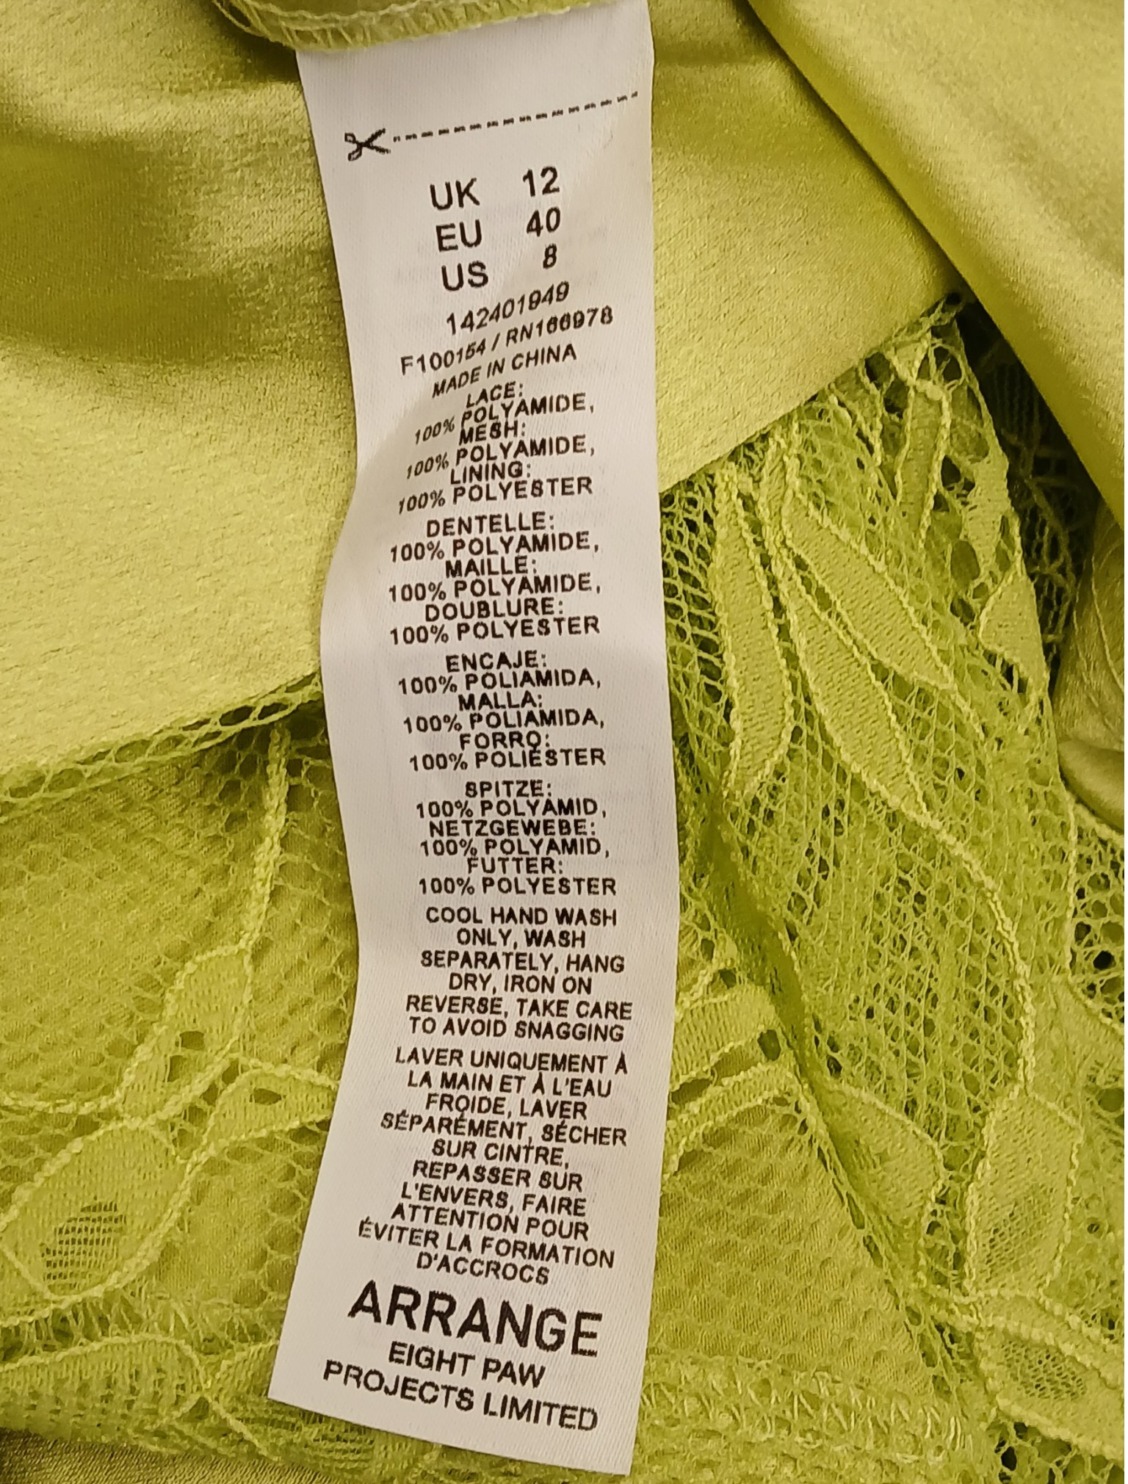 UK 12
EU 40
US 8
142401949
F100154 / RN166978
MADE IN CHINA
LACE:
100% POLYAMIDE,
MESH:
100% POLYAMIDE,
LINING:
100% POLYESTER
DENTELLE:
100% POLYAMIDE,
MAILLE:
100% POLYAMIDE,
DOUBLURE:
100% POLYESTER
ENCAJE:
100% POLIAMIDA,
MALLA:
100% POLIAMIDA,
FORRO:
100% POLIÉSTER
SPITZE:
100% POLYAMID,
NETZGEWEBE:
100% POLYAMID,
FUTTER:
100% POLYESTER
COOL HAND WASH
ONLY, WASH
SEPARATELY, HANG
DRY, IRON ON
REVERSE, TAKE CARE
TO AVOID SNAGGING
LAVER UNIQUEMENT À
LA MAIN ET À L'EAU
FROIDE, LAVER
SÉPARÉMENT, SÉCHER
SUR CINTRE,
REPASSER SUR
L'ENVERS, FAIRE
ATTENTION POUR
ÉVITER LA FORMATION
D'ACCROCS
ARRANGE
EIGHT PAW
PROJECTS LIMITED